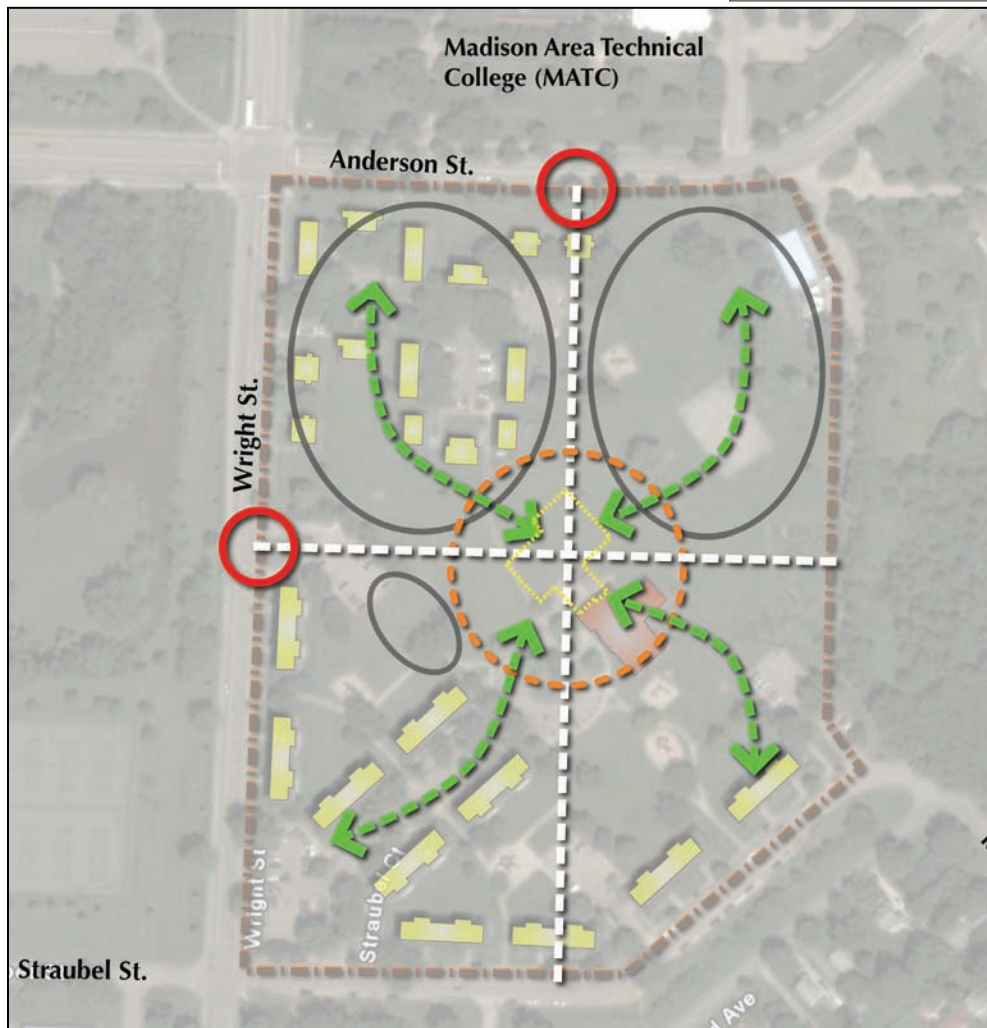 Madison Area Technical
College (MATC)
Anderson St.
Wright St.
Wright St
Straubel Ct
Straubel St.
Ave